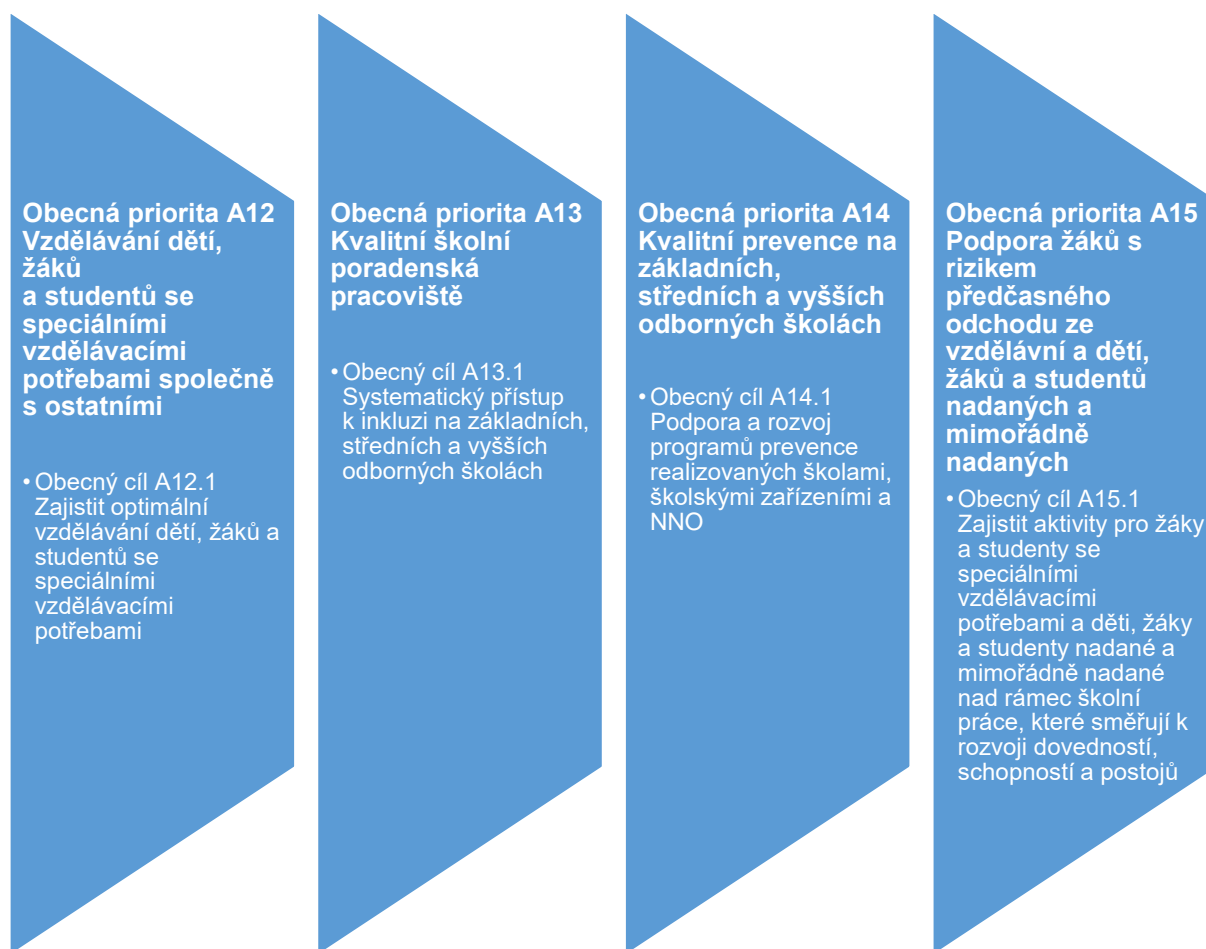 Obecná priorita A12
Vzdělávání dětí,
žáků
a studentů se
speciálními
vzdělávacími
potřebami společně
s ostatními
• Obecný cíl A12.1
Zajistit optimální
vzdělávání dětí, žáků a
studentů se
speciálními
vzdělávacími
potřebami
Obecná priorita A13
Kvalitní školní
poradenská
pracoviště
• Obecný cíl A13.1
Systematický přístup
k inkluzi na základních,
středních a vyšších
odborných školách
Obecná priorita A14
Kvalitní prevence na
základních,
středních a vyšších
odborných školách
• Obecný cíl A14.1
Podpora a rozvoj
programů prevence
realizovaných školami,
školskými zařízeními a
NNO
Obecná priorita A15
Podpora žáků s
rizikem
předčasného
odchodu ze
vzdělávní a dětí,
žáků a studentů
nadaných a
mimořádně
nadaných
• Obecný cíl A15.1
Zajistit aktivity pro žáky
a studenty se
speciálními
vzdělávacími
potřebami a děti, žáky
a studenty nadané a
mimořádně nadané
nad rámec školní
práce, které směřují k
rozvoji dovedností,
schopností a postojů